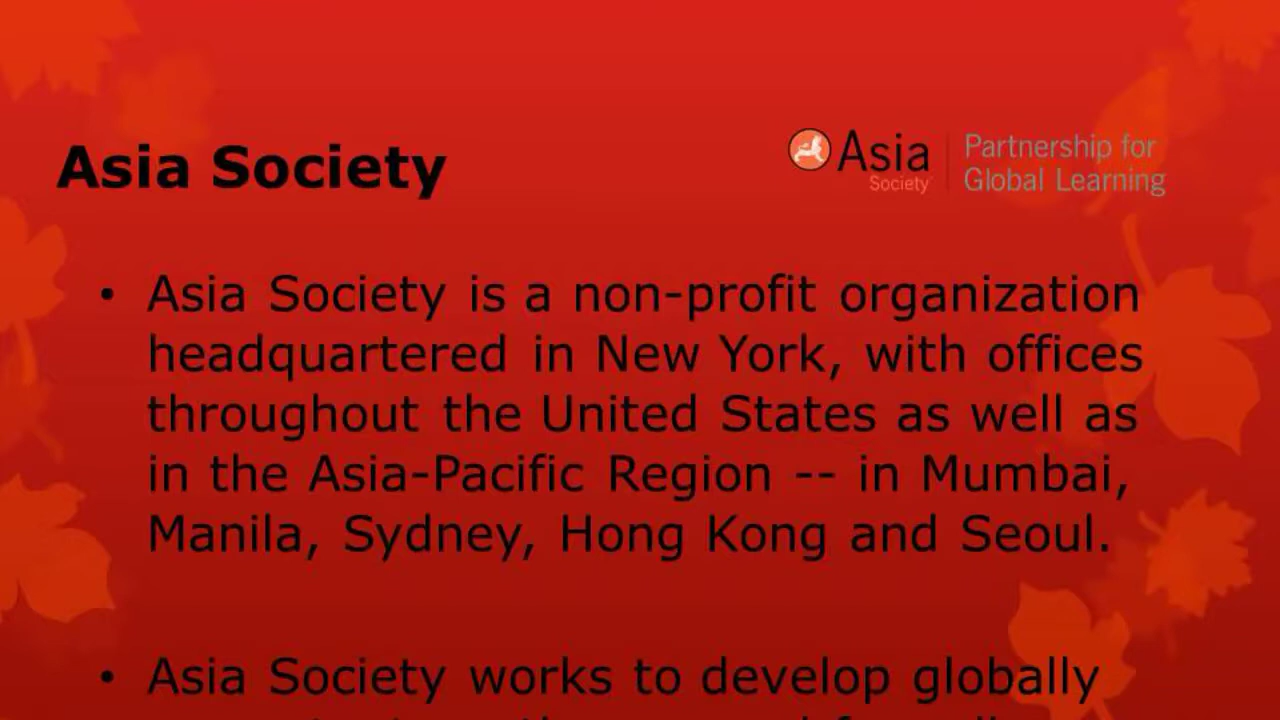 Asia Society
Asia
Society
Partnership for
Global Learning
• Asia Society is a non-profit organization
headquartered in New York, with offices
throughout the United States as well as
in the Asia-Pacific Region -- in Mumbai,
Manila, Sydney, Hong Kong and Seoul.
• Asia Society works to develop globally